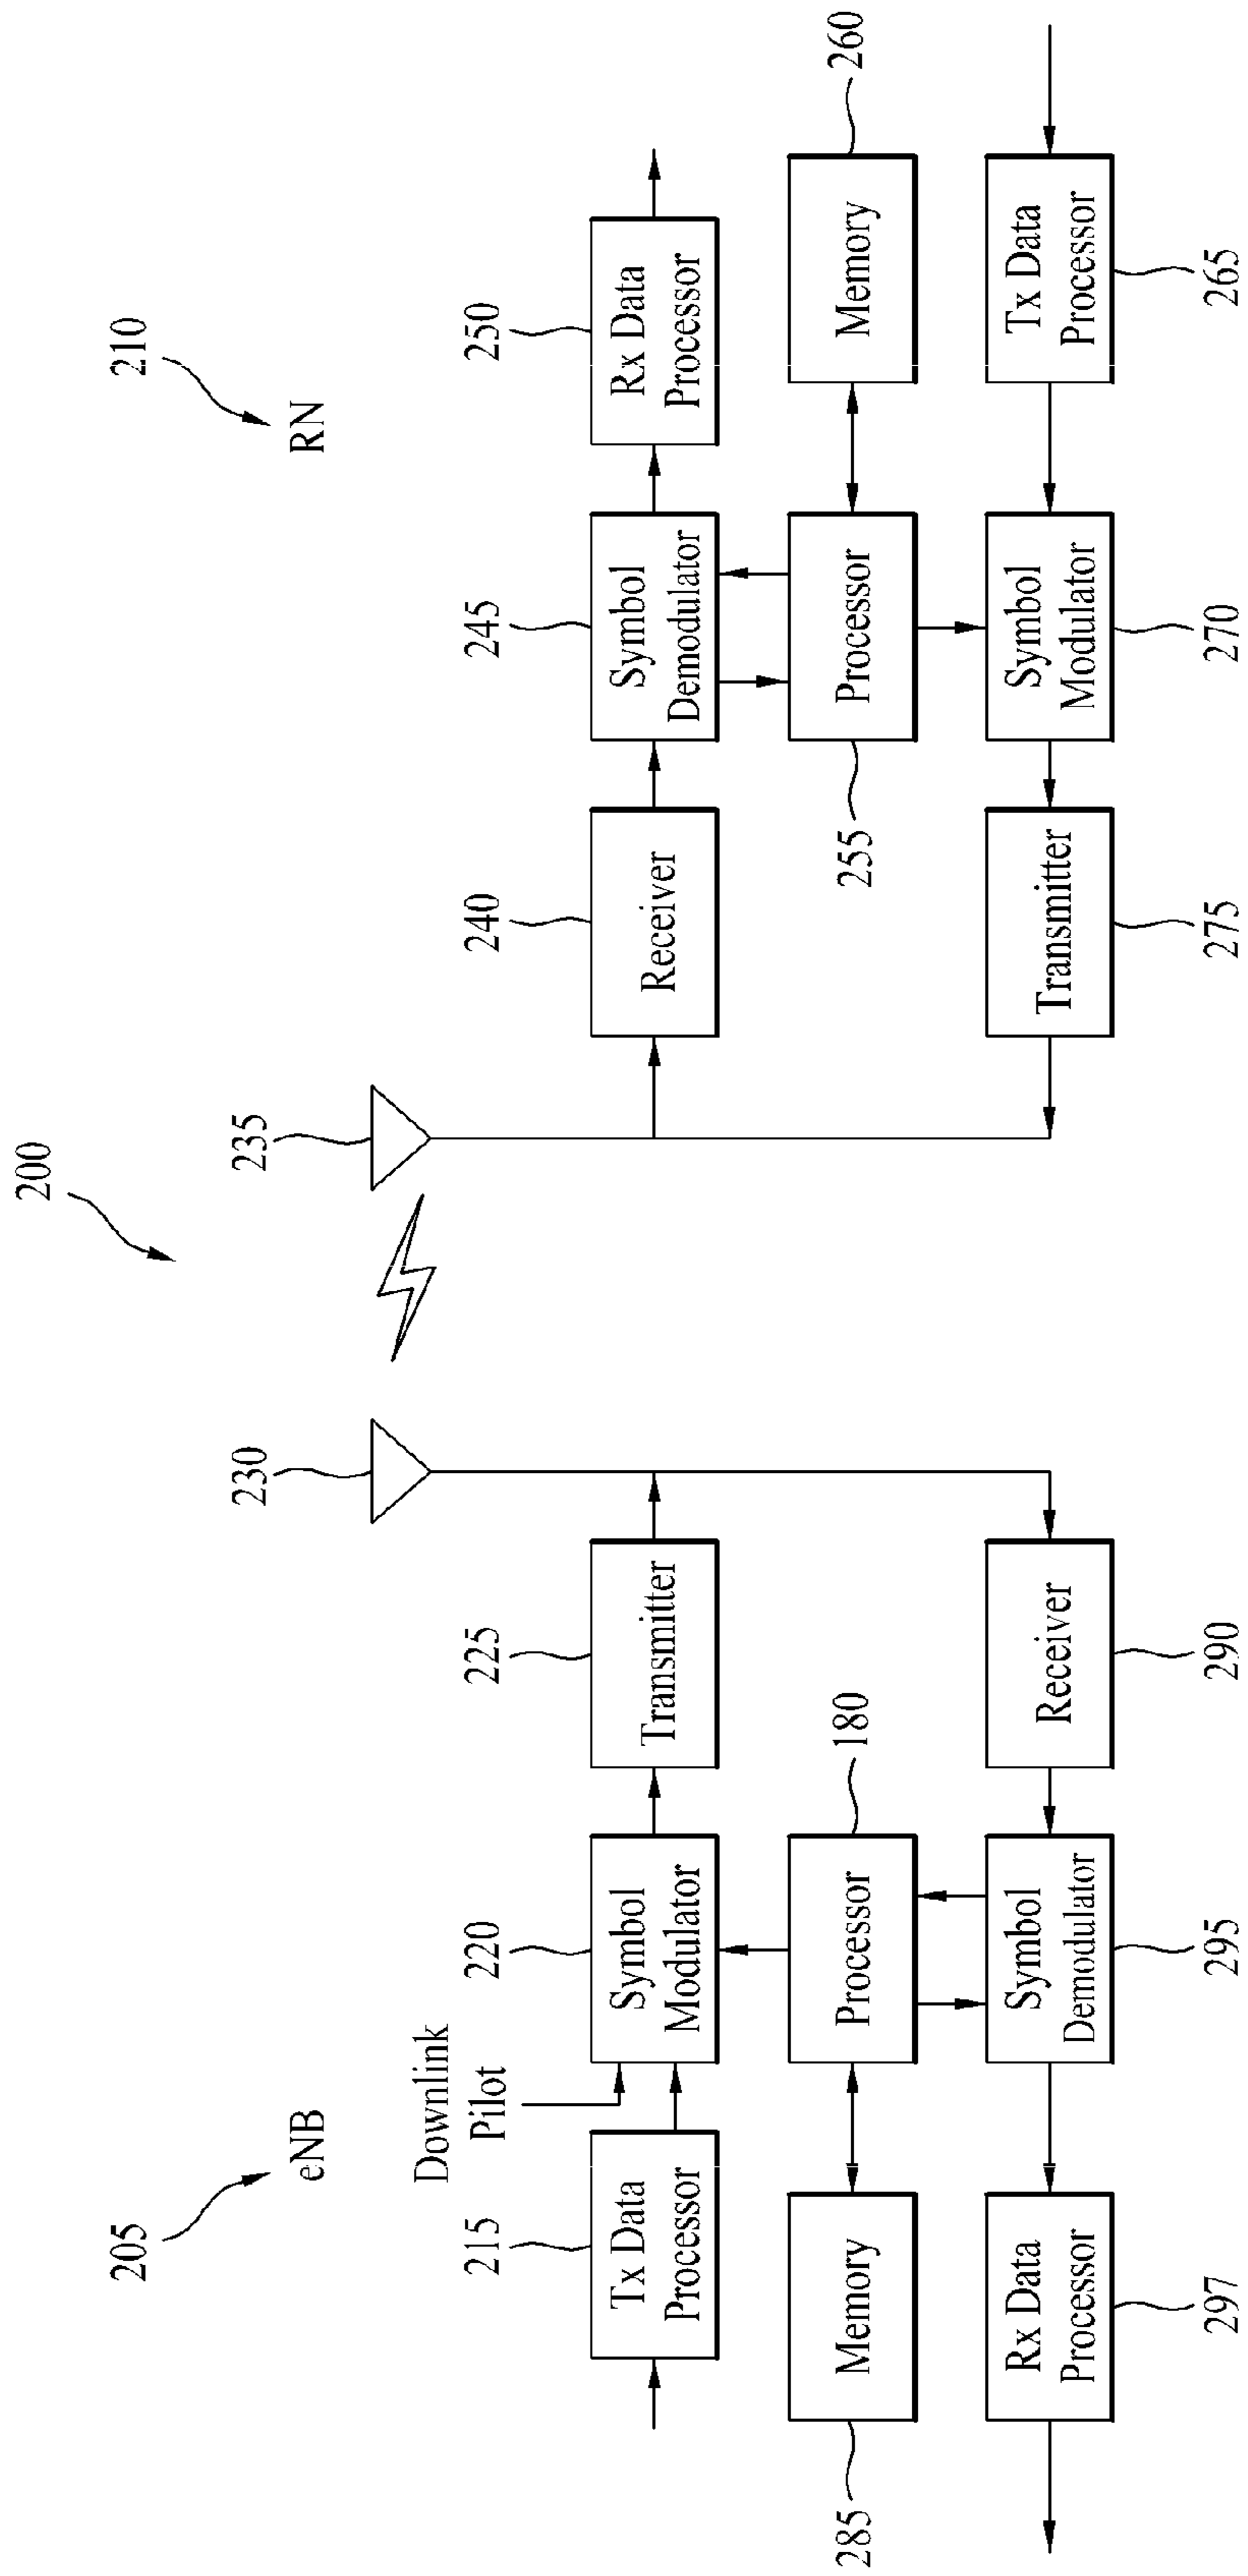 200
205
eNB
210
RN
230
235
Downlink
Pilot
215
220
225
240
245
250
Tx Data
Processor
Symbol
Modulator
Transmitter
Receiver
Symbol
Demodulator
Rx Data
Processor
180
260
Memory
Processor
Processor
Memory
285
255
Rx Data
Processor
Symbol
Demodulator
Receiver
Transmitter
Symbol
Modulator
Tx Data
Processor
297
295
290
275
270
265